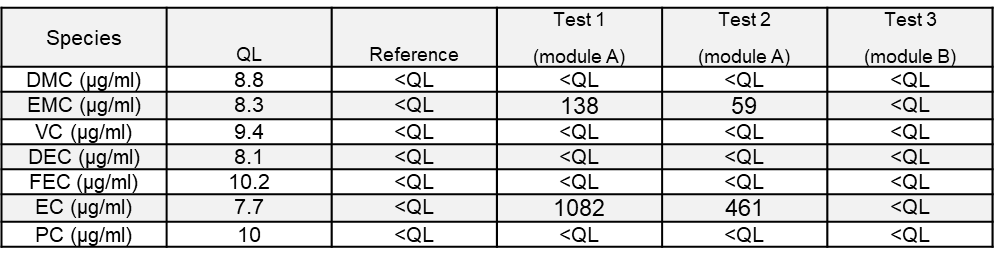 Species QL Reference Test 1 (module A) Test 2 (module A) Test 3 (module B)
DMC (µg/ml) 8.8 <QL <QL <QL <QL
EMC (µg/ml) 8.3 <QL 138 59 <QL
VC (µg/ml) 9.4 <QL <QL <QL <QL
DEC (µg/ml) 8.1 <QL <QL <QL <QL
FEC (µg/ml) 10.2 <QL <QL <QL <QL
EC (µg/ml) 7.7 <QL 1082 461 <QL
PC (µg/ml) 10 <QL <QL <QL <QL